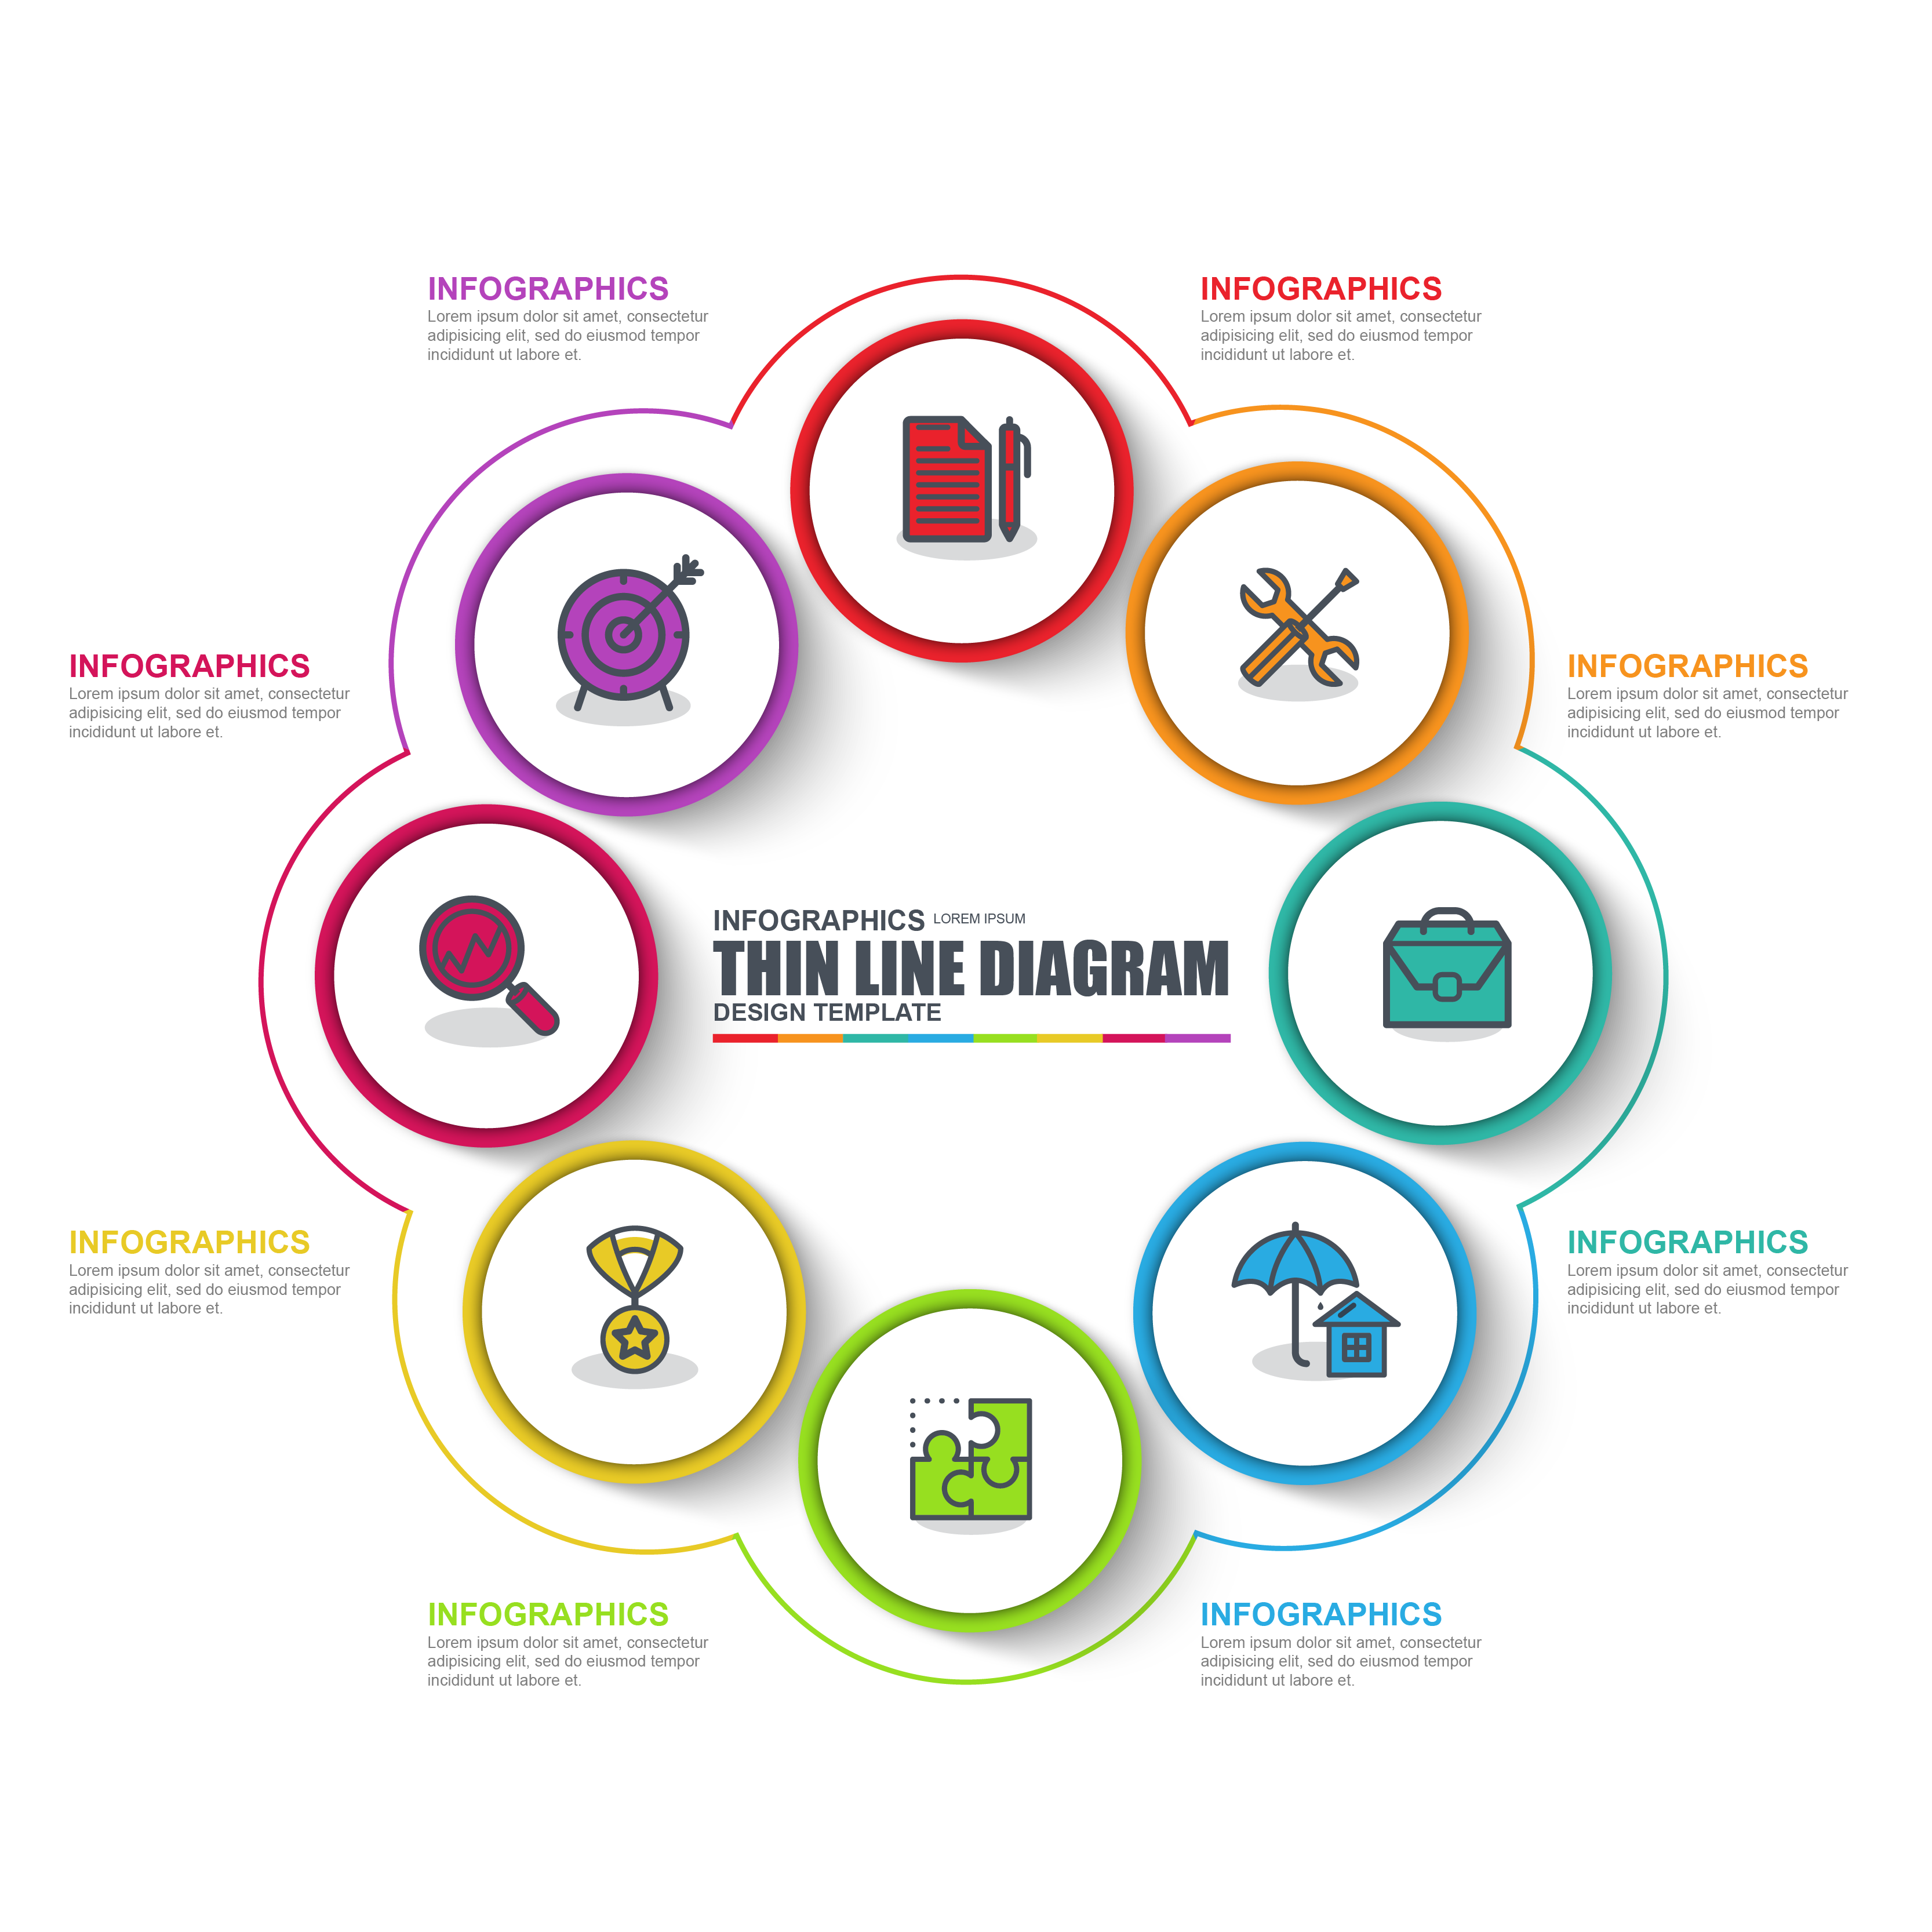 INFOGRAPHICS
Lorem ipsum dolor sit amet, consectetur
adipisicing elit, sed do eiusmod tempor
incididunt ut labore et.
INFOGRAPHICS
Lorem ipsum dolor sit amet, consectetur
adipisicing elit, sed do eiusmod tempor
incididunt ut labore et.
INFOGRAPHICS
Lorem ipsum dolor sit amet, consectetur
adipisicing elit, sed do eiusmod tempor
incididunt ut labore et.
INFOGRAPHICS
Lorem ipsum dolor sit amet, consectetur
adipisicing elit, sed do eiusmod tempor
incididunt ut labore et.
INFOGRAPHICS LOREM IPSUM
THIN LINE DIAGRAM
DESIGN TEMPLATE
INFOGRAPHICS
Lorem ipsum dolor sit amet, consectetur
adipisicing elit, sed do eiusmod tempor
incididunt ut labore et.
INFOGRAPHICS
Lorem ipsum dolor sit amet, consectetur
adipisicing elit, sed do eiusmod tempor
incididunt ut labore et.
INFOGRAPHICS
Lorem ipsum dolor sit amet, consectetur
adipisicing elit, sed do eiusmod tempor
incididunt ut labore et.
INFOGRAPHICS
Lorem ipsum dolor sit amet, consectetur
adipisicing elit, sed do eiusmod tempor
incididunt ut labore et.